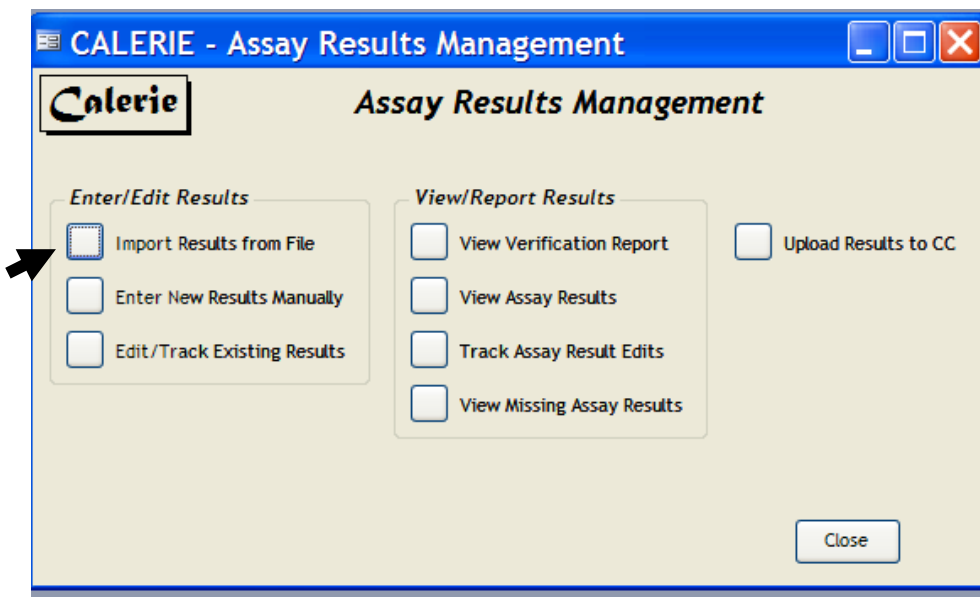 CALERIE - Assay Results Management
Calerie
Assay Results Management
Enter/Edit Results
Import Results from File
Enter New Results Manually
Edit/Track Existing Results
View/Report Results
View Verification Report
View Assay Results
Track Assay Result Edits
View Missing Assay Results
Upload Results to CC
Close